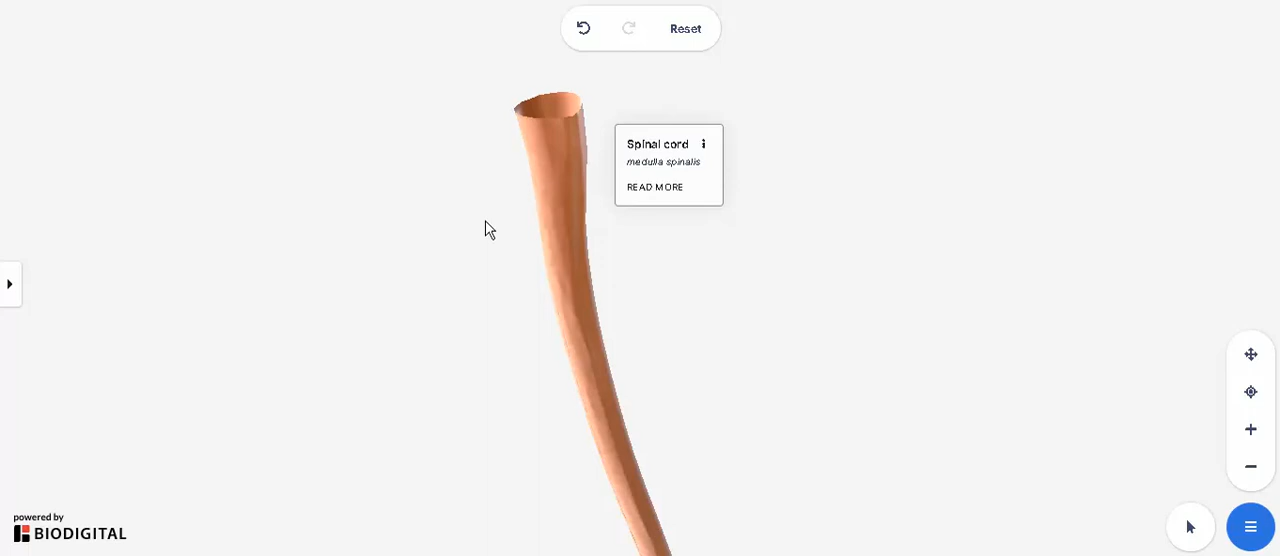 Reset
Spinal cord
medulla spinalis
READ MORE
powered by
BIODIGITAL